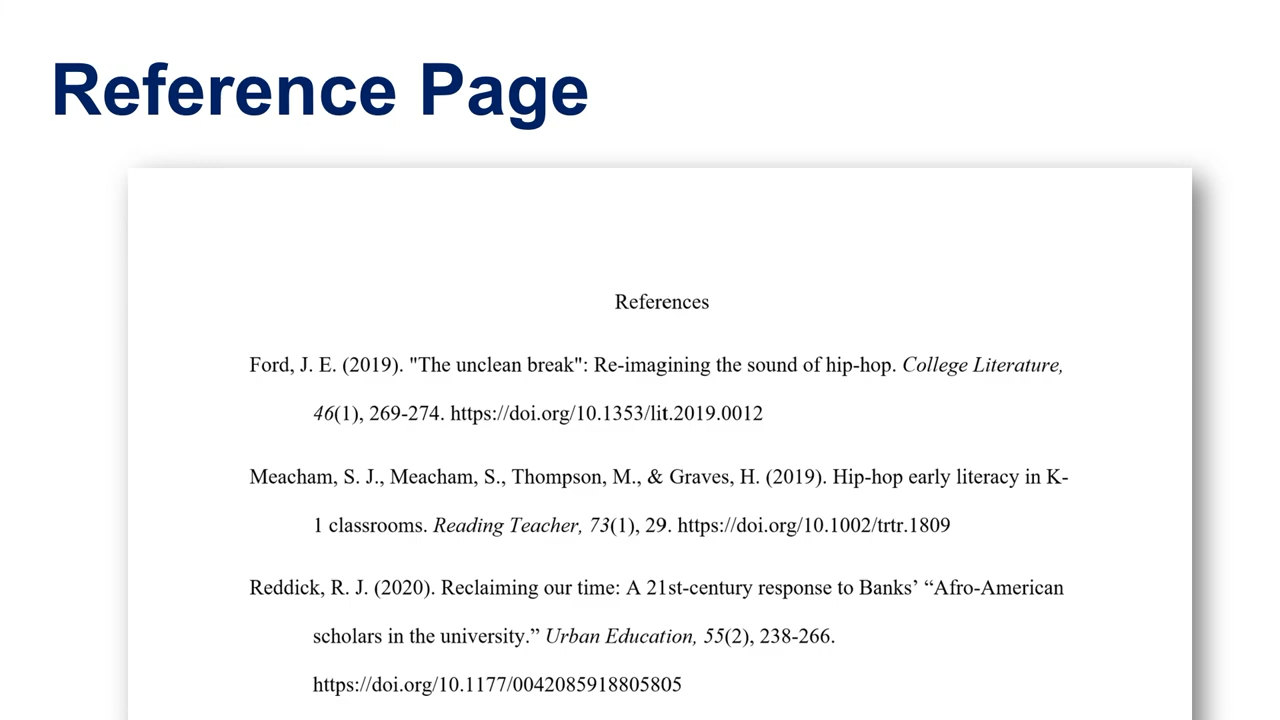 Reference Page
References
Ford, J. E. (2019). "The unclean break": Re-imagining the sound of hip-hop. College Literature,
46(1), 269-274. https://doi.org/10.1353/lit.2019.0012
Meacham, S. J., Meacham, S., Thompson, M., & Graves, H. (2019). Hip-hop early literacy in K-
1 classrooms. Reading Teacher, 73(1), 29. https://doi.org/10.1002/trtr.1809
Reddick, R. J. (2020). Reclaiming our time: A 21st-century response to Banks’ “Afro-American
scholars in the university.” Urban Education, 55(2), 238-266.
https://doi.org/10.1177/0042085918805805